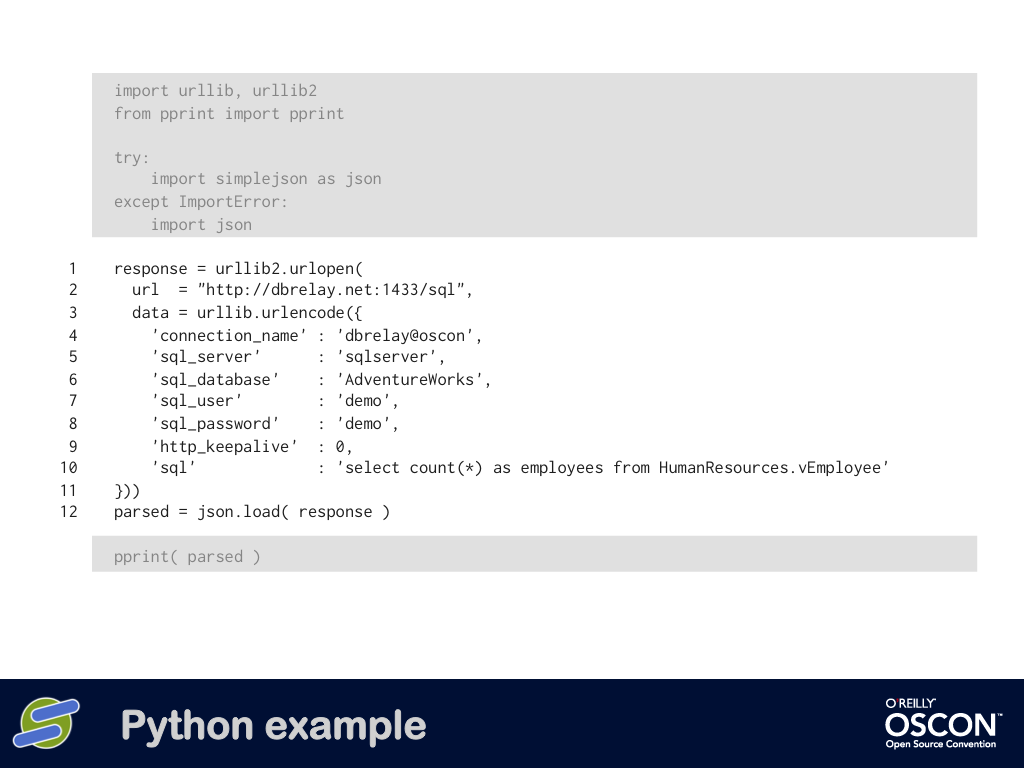 import urllib, urllib2
from pprint import pprint
try:
    import simplejson as json
except ImportError:
    import json
1 response = urllib2.urlopen(
2   url  = "http://dbrelay.net:1433/sql",
3   data = urllib.urlencode({
4     'connection_name' : 'dbrelay@oscon',
5     'sql_server'      : 'sqlserver',
6     'sql_database'    : 'AdventureWorks',
7     'sql_user'        : 'demo',
8     'sql_password'    : 'demo',
9     'http_keepalive'  : 0,
10     'sql'             : 'select count(*) as employees from HumanResources.vEmployee'
11 }))
12 parsed = json.load( response )
pprint( parsed )
Python example
O'REILLY
OSCON™
Open Source Convention